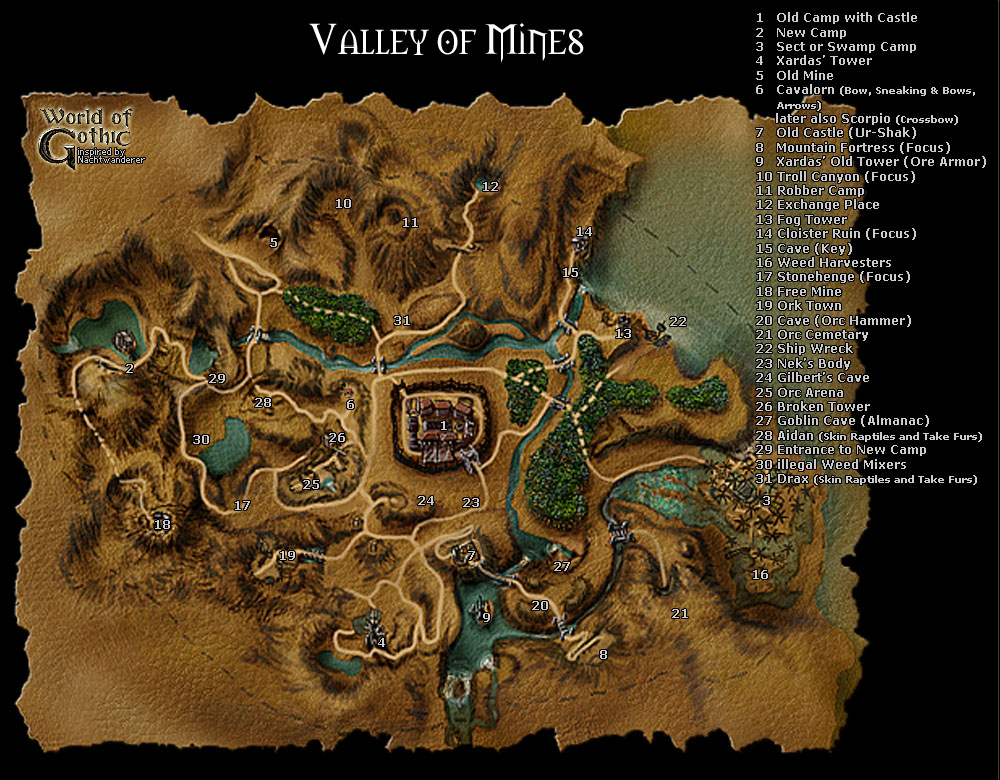 Valley of Mines
World of
Gothic
inspired by
Nachtwanderer
1 Old Camp with Castle
2 New Camp
3 Sect or Swamp Camp
4 Xardas' Tower
5 Old Mine
6 Cavalorn (Bow, Sneaking & Bows,
Arrows)
later also Scorpio (Crossbow)
7 Old Castle (Ur-Shak)
8 Mountain Fortress (Focus)
9 Xardas' Old Tower (Ore Armor)
10 Troll Canyon (Focus)
11 Robber Camp
12 Exchange Place
13 Fog Tower
14 Cloister Ruin (Focus)
15 Cave (Key)
16 Weed Harvesters
17 Stonehenge (Focus)
18 Free Mine
19 Ork Town
20 Cave (Orc Hammer)
21 Orc Cemetary
22 Ship Wreck
23 Nek's Body
24 Gilbert's Cave
25 Orc Arena
26 Broken Tower
27 Goblin Cave (Almanac)
28 Aidan (Skin Raptiles and Take Furs)
29 Entrance to New Camp
30 illegal Weed Mixers
31 Drax (Skin Raptiles and Take Furs)
12
10
11
5
14
15
31
13
22
2
29
28
6
1
30
26
25
17
24
23
3
18
19
7
27
16
20
9
21
4
8